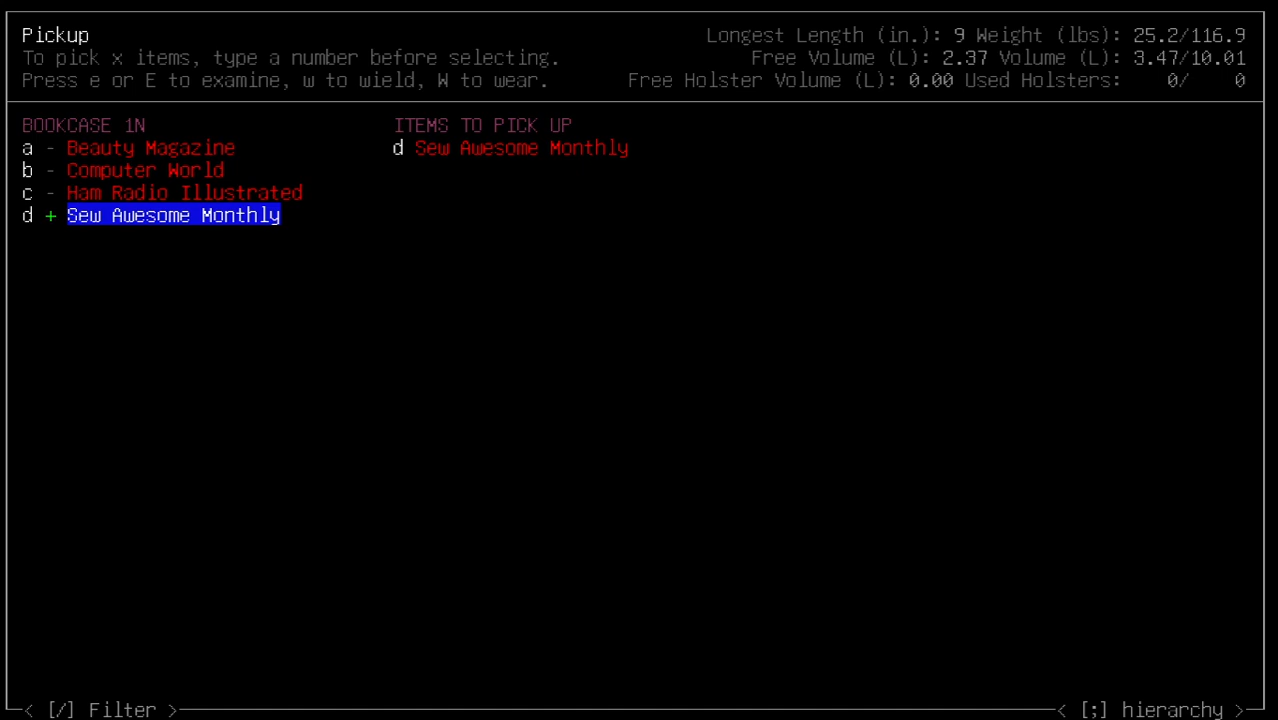 Pickup
Longest Length (in.): 9 Weight (lbs): 25.2/116.9
To pick x items, type a number before selecting.
Free Volume (L): 2.37 Volume (L): 3.47/10.01
Press e or E to examine, w to wield, W to wear.
Free Holster Volume (L): 0.00 Used Holsters: 0/ 0
BOOKCASE 1N
a - Beauty Magazine
b - Computer World
c - Ham Radio Illustrated
d + Sew Awesome Monthly
ITEMS TO PICK UP
d Sew Awesome Monthly
< [/] Filter >
< [;] hierarchy >